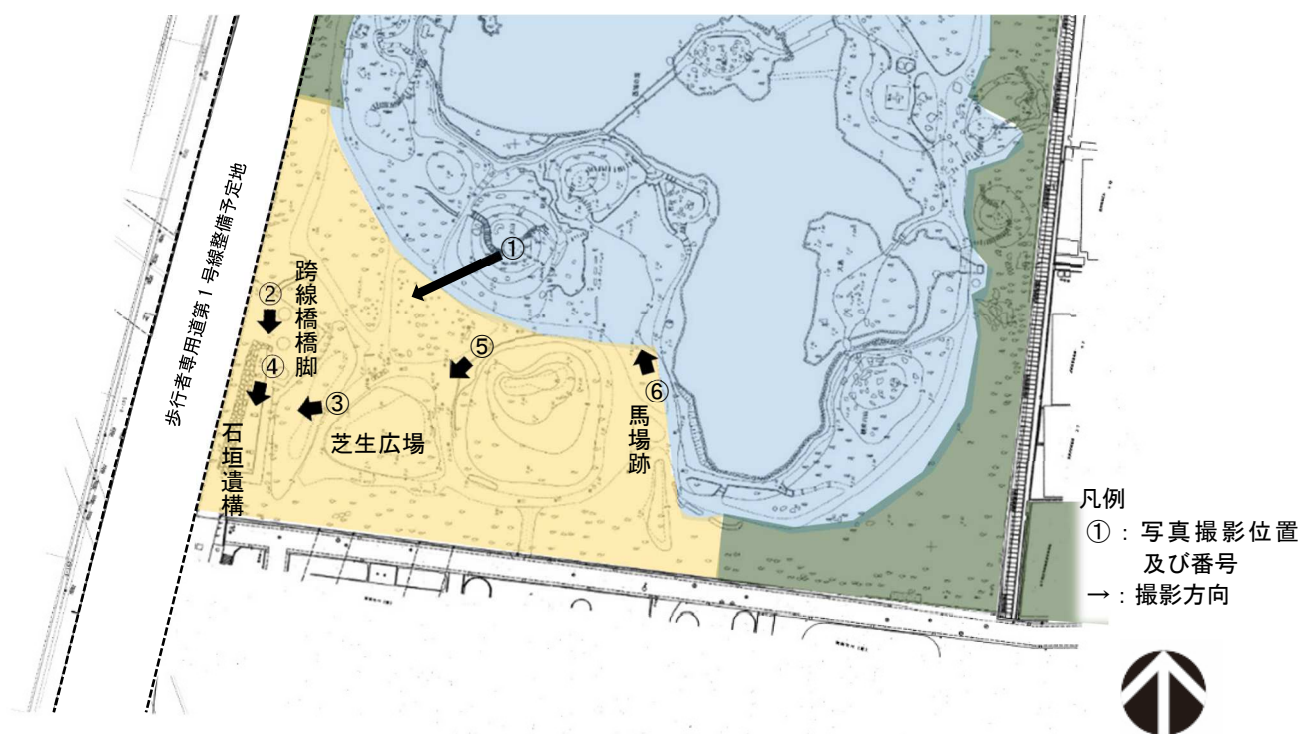 歩行者専用道第１号線整備予定地
①
②
跨線橋橋脚
④
③
⑤
⑥
芝生広場
馬場跡
石垣遺構
凡例
①：写真撮影位置
及び番号
→：撮影方向